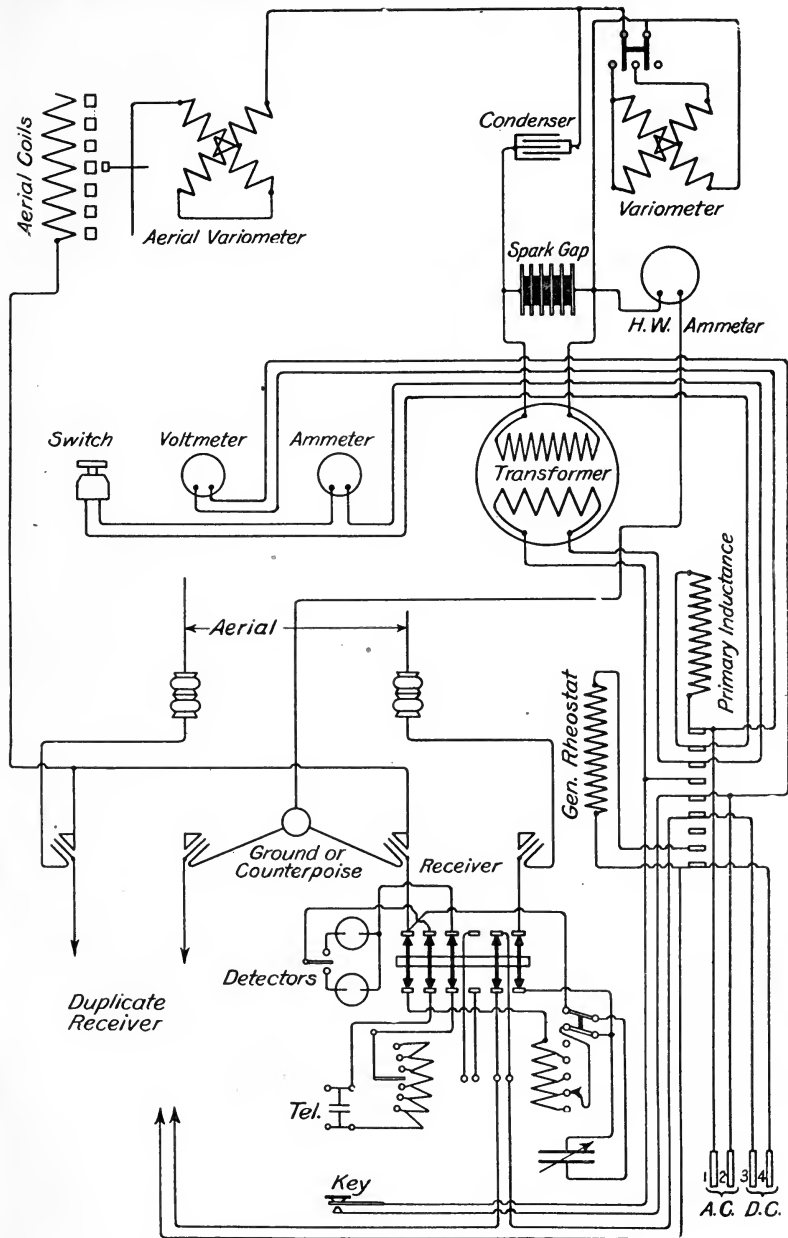 Aerial Coils
Aerial Variometer
Condenser
Variometer
Spark Gap
H.W. Ammeter
Switch
Voltmeter
Ammeter
Transformer
Primary Inductance
Aerial
Gen. Rheostat
Ground or
Counterpoise
Receiver
Detectors
Duplicate
Receiver
Tel.
Key
1 2 3 4
A.C. D.C.